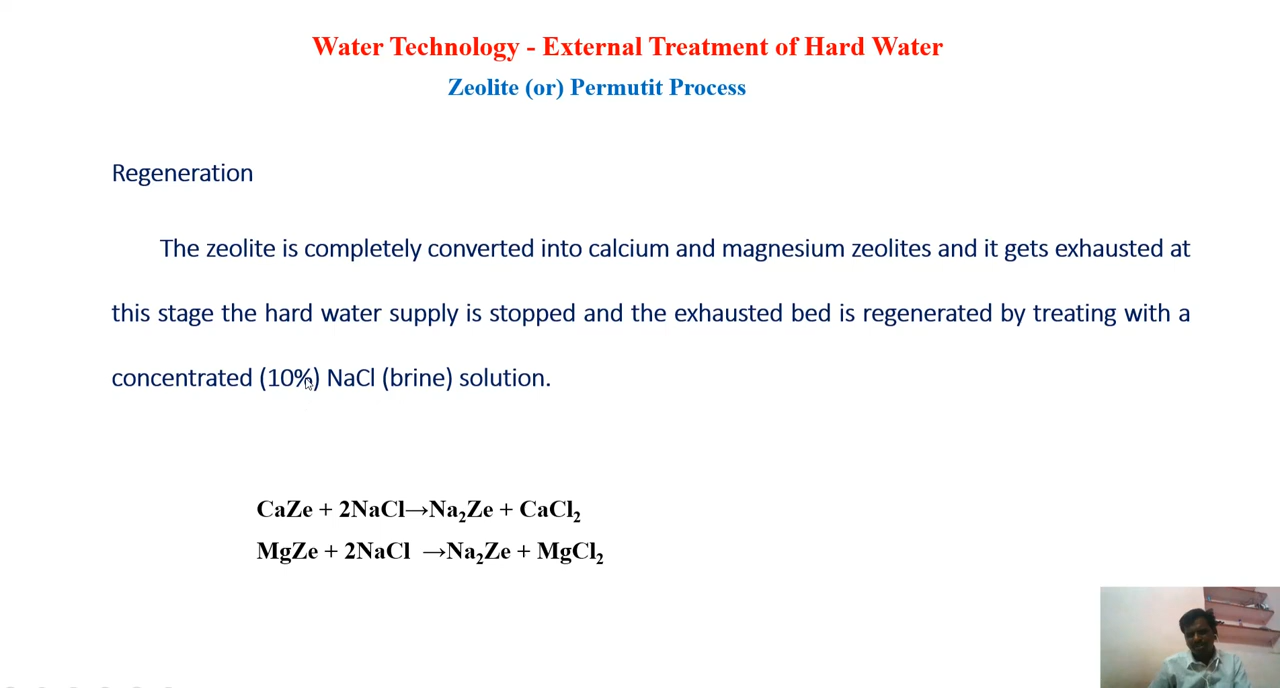 Water Technology - External Treatment of Hard Water
Zeolite (or) Permutit Process
Regeneration
The zeolite is completely converted into calcium and magnesium zeolites and it gets exhausted at
this stage the hard water supply is stopped and the exhausted bed is regenerated by treating with a
concentrated (10%) NaCl (brine) solution.
CaZe + 2NaCl→Na₂Ze + CaCl₂
MgZe + 2NaCl →Na₂Ze + MgCl₂